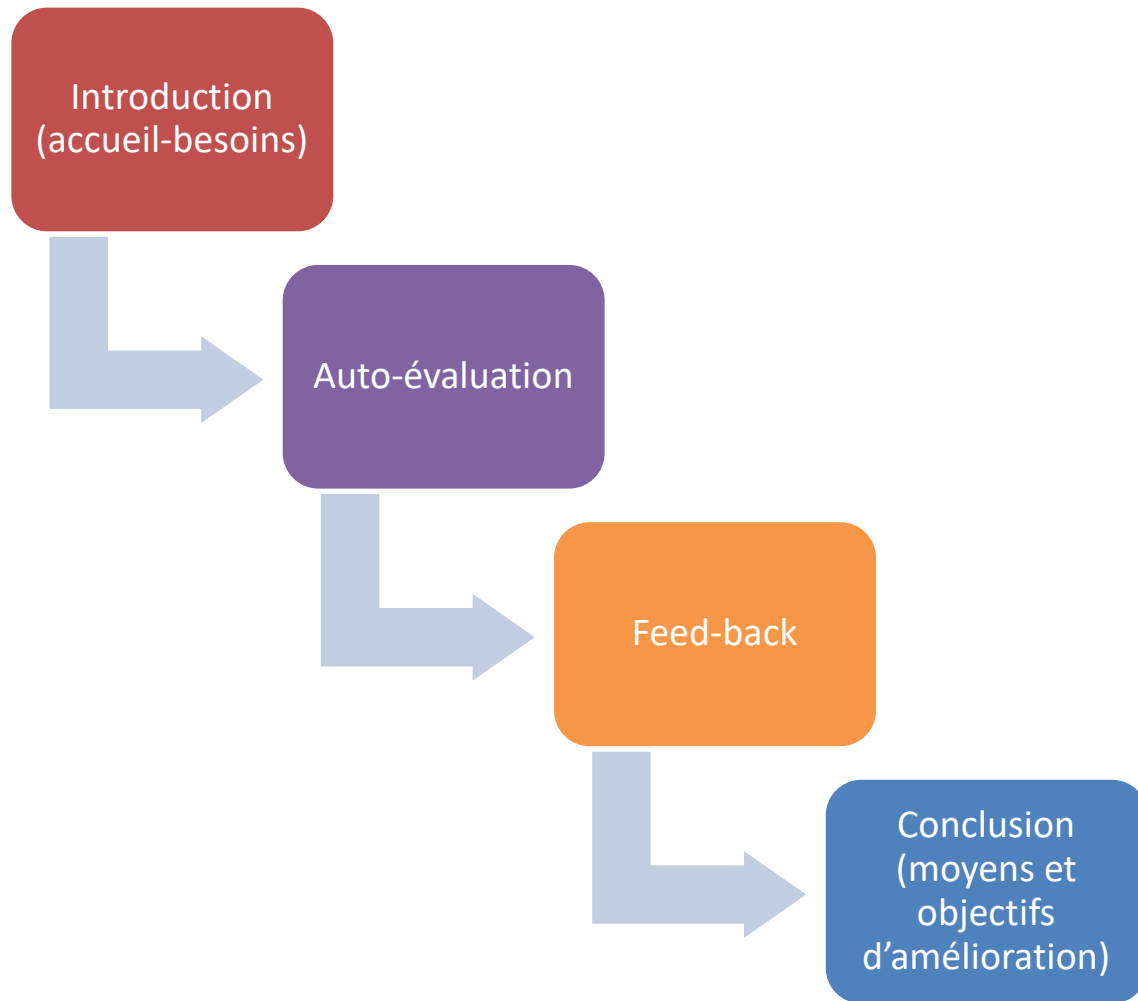 Introduction
(accueil-besoins)
Auto-évaluation
Feed-back
Conclusion
(moyens et
objectifs
d’amélioration)